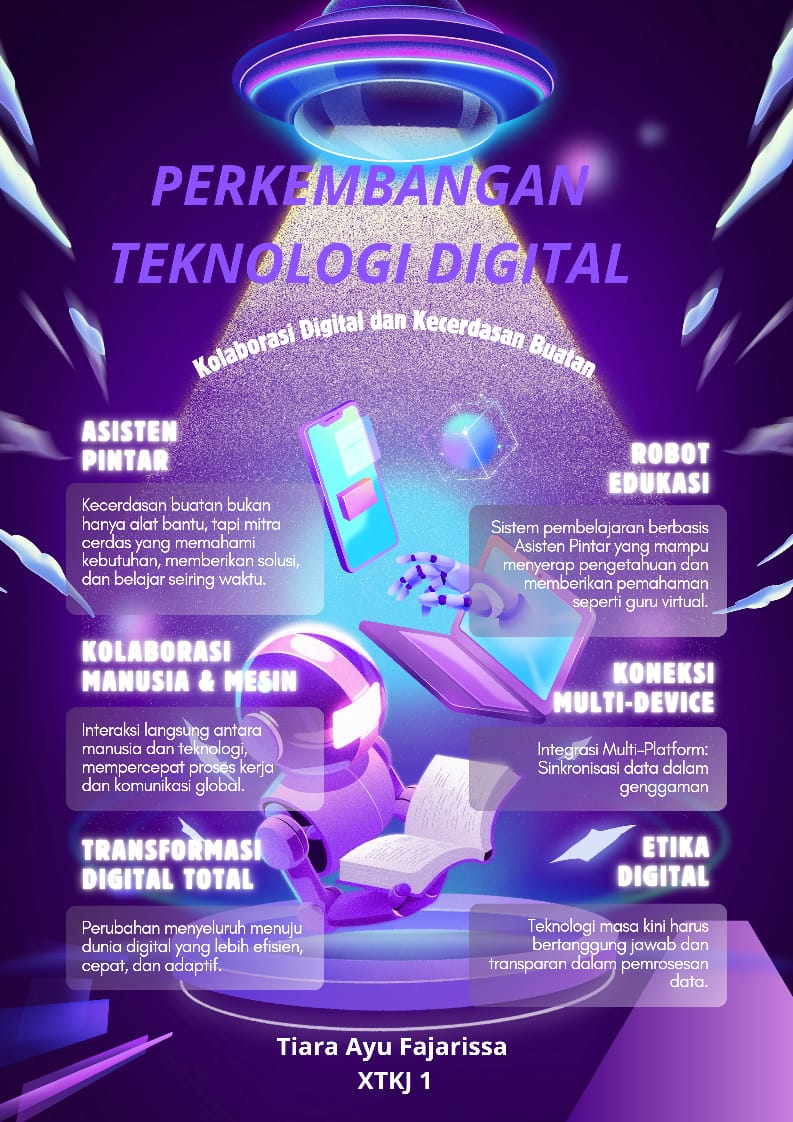 PERKEMBANGAN
TEKNOLOGI DIGITAL
Kolaborasi Digital dan Kecerdasan Buatan
ASISTEN
PINTAR
Kecerdasan buatan bukan
hanya alat bantu, tapi mitra
cerdas yang memahami
kebutuhan, memberikan solusi,
dan belajar seiring waktu.
ROBOT
EDUKASI
Sistem pembelajaran berbasis
Asisten Pintar yang mampu
menyerap pengetahuan dan
memberikan pemahaman
seperti guru virtual.
KOLABORASI
MANUSIA & MESIN
Interaksi langsung antara
manusia dan teknologi,
mempercepat proses kerja
dan komunikasi global.
KONEKSI
MULTI-DEVICE
Integrasi Multi-Platform:
Sinkronisasi data dalam
genggaman
TRANSFORMASI
DIGITAL TOTAL
Perubahan menyeluruh menuju
dunia digital yang lebih efisien,
cepat, dan adaptif.
ETIKA
DIGITAL
Teknologi masa kini harus
bertanggung jawab dan
transparan dalam pemrosesan
data.
Tiara Ayu Fajarissa
XTKJ 1